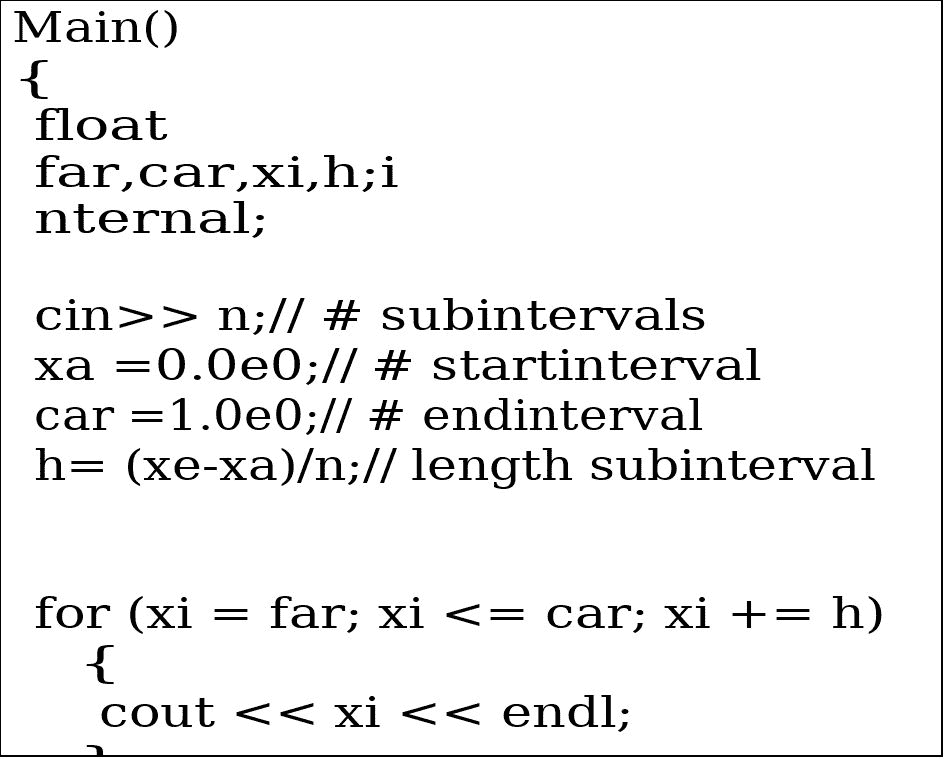 Main()
{
float
far,car,xi,h;i
nternal;
cin>> n;// # subintervals
xa =0.0e0;// # startinterval
car =1.0e0;// # endinterval
h= (xe-xa)/n;// length subinterval
for (xi = far; xi <= car; xi += h)
{
cout << xi << endl;
}